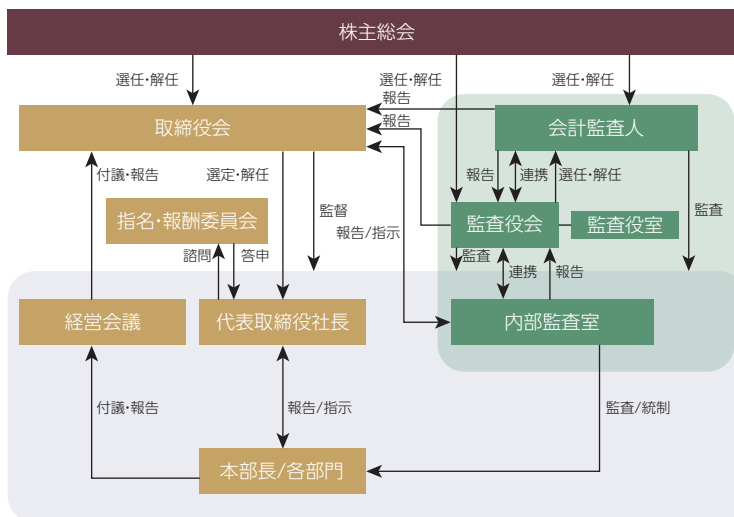 株主総会
選任・解任
選任・解任
選任・解任
報告
取締役会
報告
会計監査人
付議・報告
選定・解任
報告
連携
選任・解任
指名・報酬委員会
監督
監査役会
監査役室
監査
報告/指示
諮問
答申
監査
連携
報告
経営会議
代表取締役社長
内部監査室
付議・報告
報告/指示
監査/統制
本部長/各部門